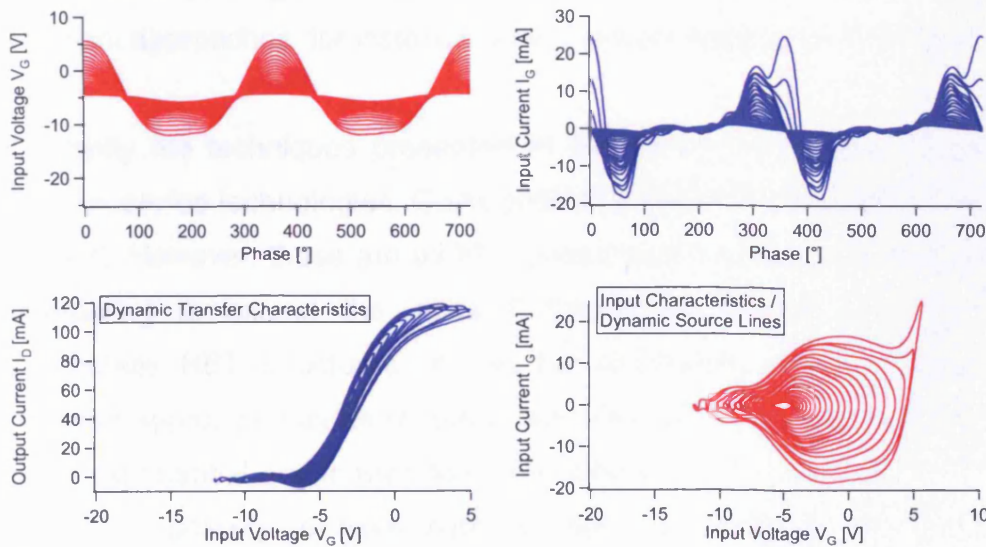 Input Voltage V_G [V]
10
0
-10
-20
0 100 200 300 400 500 600 700
Phase [°]
Input Current I_G [mA]
30
20
10
0
10
20
0 100 200 300 400 500 600 700
Phase [°]
Dynamic Transfer Characteristics
Output Current I_D [mA]
120
100
80
60
40
20
0
-20 -15 -10 -5 0 5
Input Voltage V_G [V]
Input Characteristics /
Dynamic Source Lines
Input Current I_G [mA]
20
10
0
-10
-20
-20 -15 -10 -5 0 5 10
Input Voltage V_G [V]